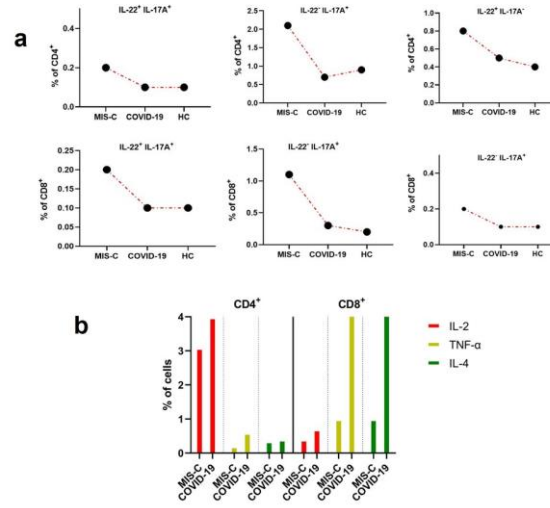 a
IL-22⁺ IL-17A⁺
% of CD4⁺
0.4
0.2
0.0
MIS-C COVID-19 HC
IL-22⁻ IL-17A⁺
% of CD4⁺
2.5
2.0
1.5
1.0
0.5
0.0
MIS-C COVID-19 HC
IL-22⁺ IL-17A⁻
% of CD4⁺
1.0
0.8
0.6
0.4
0.2
0.0
MIS-C COVID-19 HC
IL-22⁺ IL-17A⁺
% of CD8⁺
0.25
0.20
0.15
0.10
0.05
0.00
MIS-C COVID-19 HC
IL-22⁻ IL-17A⁺
% of CD8⁺
1.5
1.0
0.5
0.0
MIS-C COVID-19 HC
IL-22⁻ IL-17A⁺
% of CD8⁺
0.4
0.2
0.0
MIS-C COVID-19 HC
b
CD4⁺ CD8⁺
% of cells
4
3
2
1
0
MIS-C COVID-19 MIS-C COVID-19 MIS-C COVID-19 MIS-C COVID-19 MIS-C COVID-19 MIS-C COVID-19
IL-2
TNF-α
IL-4